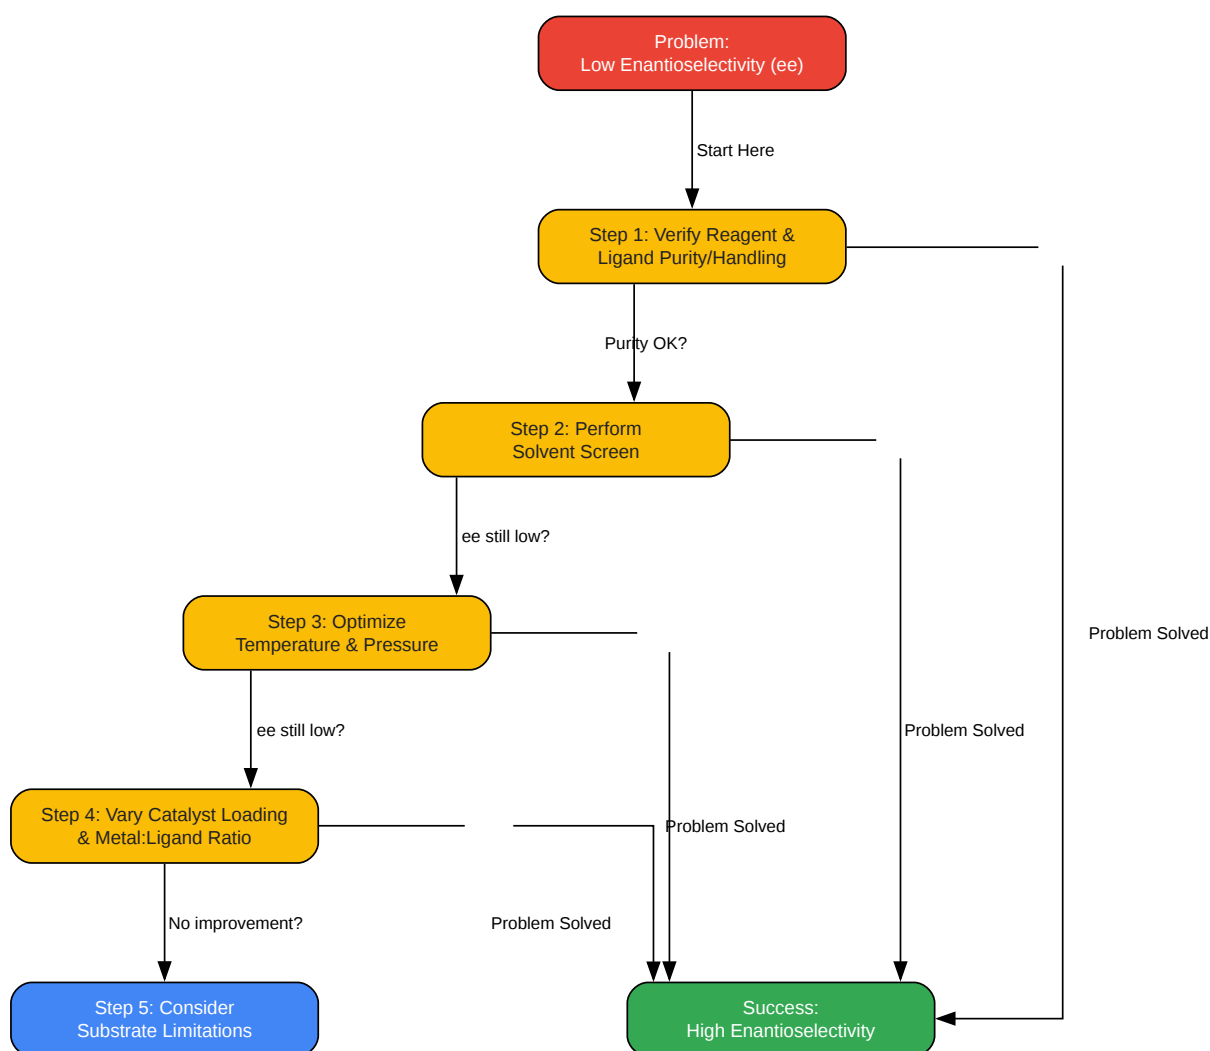 Problem:
Low Enantioselectivity (ee)
Start Here
Step 1: Verify Reagent &
Ligand Purity/Handling
Purity OK?
Step 2: Perform
Solvent Screen
ee still low?
Step 3: Optimize
Temperature & Pressure
Problem Solved
ee still low?
Problem Solved
Step 4: Vary Catalyst Loading
& Metal:Ligand Ratio
Problem Solved
No improvement?
Problem Solved
Step 5: Consider
Substrate Limitations
Success:
High Enantioselectivity